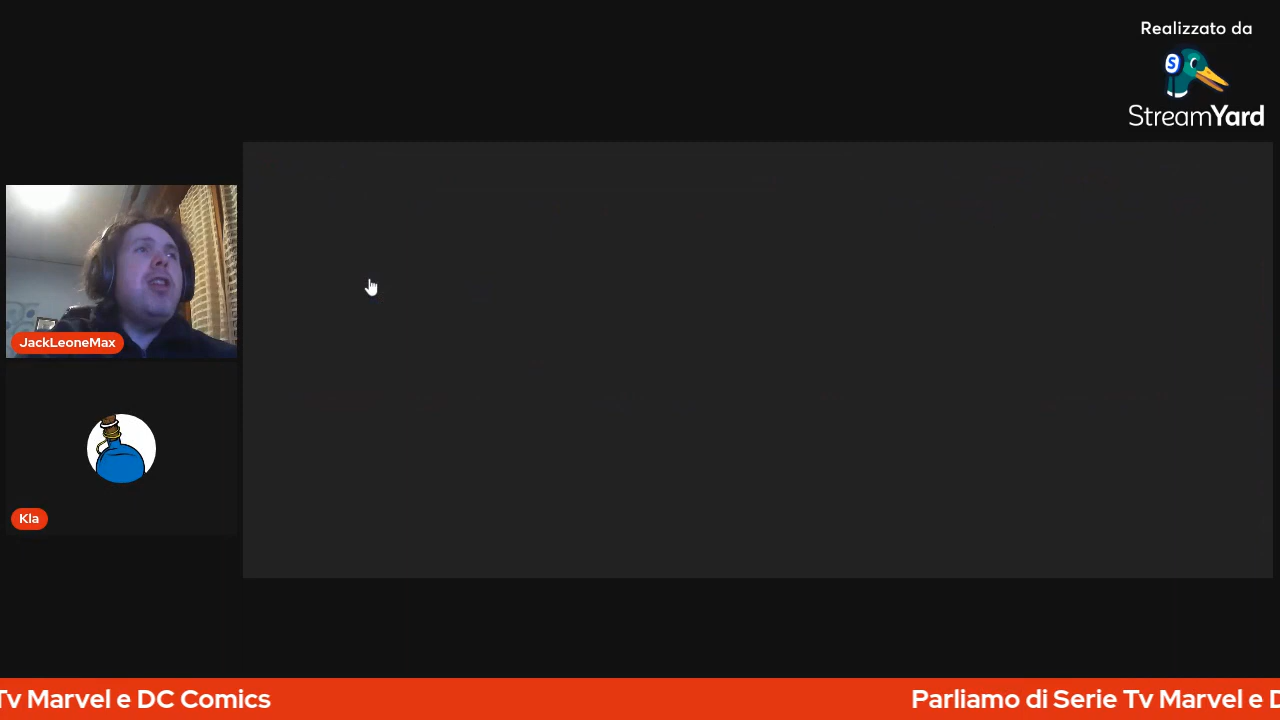 Realizzato da
S
StreamYard
JackLeoneMax
Kla
Tv Marvel e DC Comics
Parliamo di Serie Tv Marvel e D